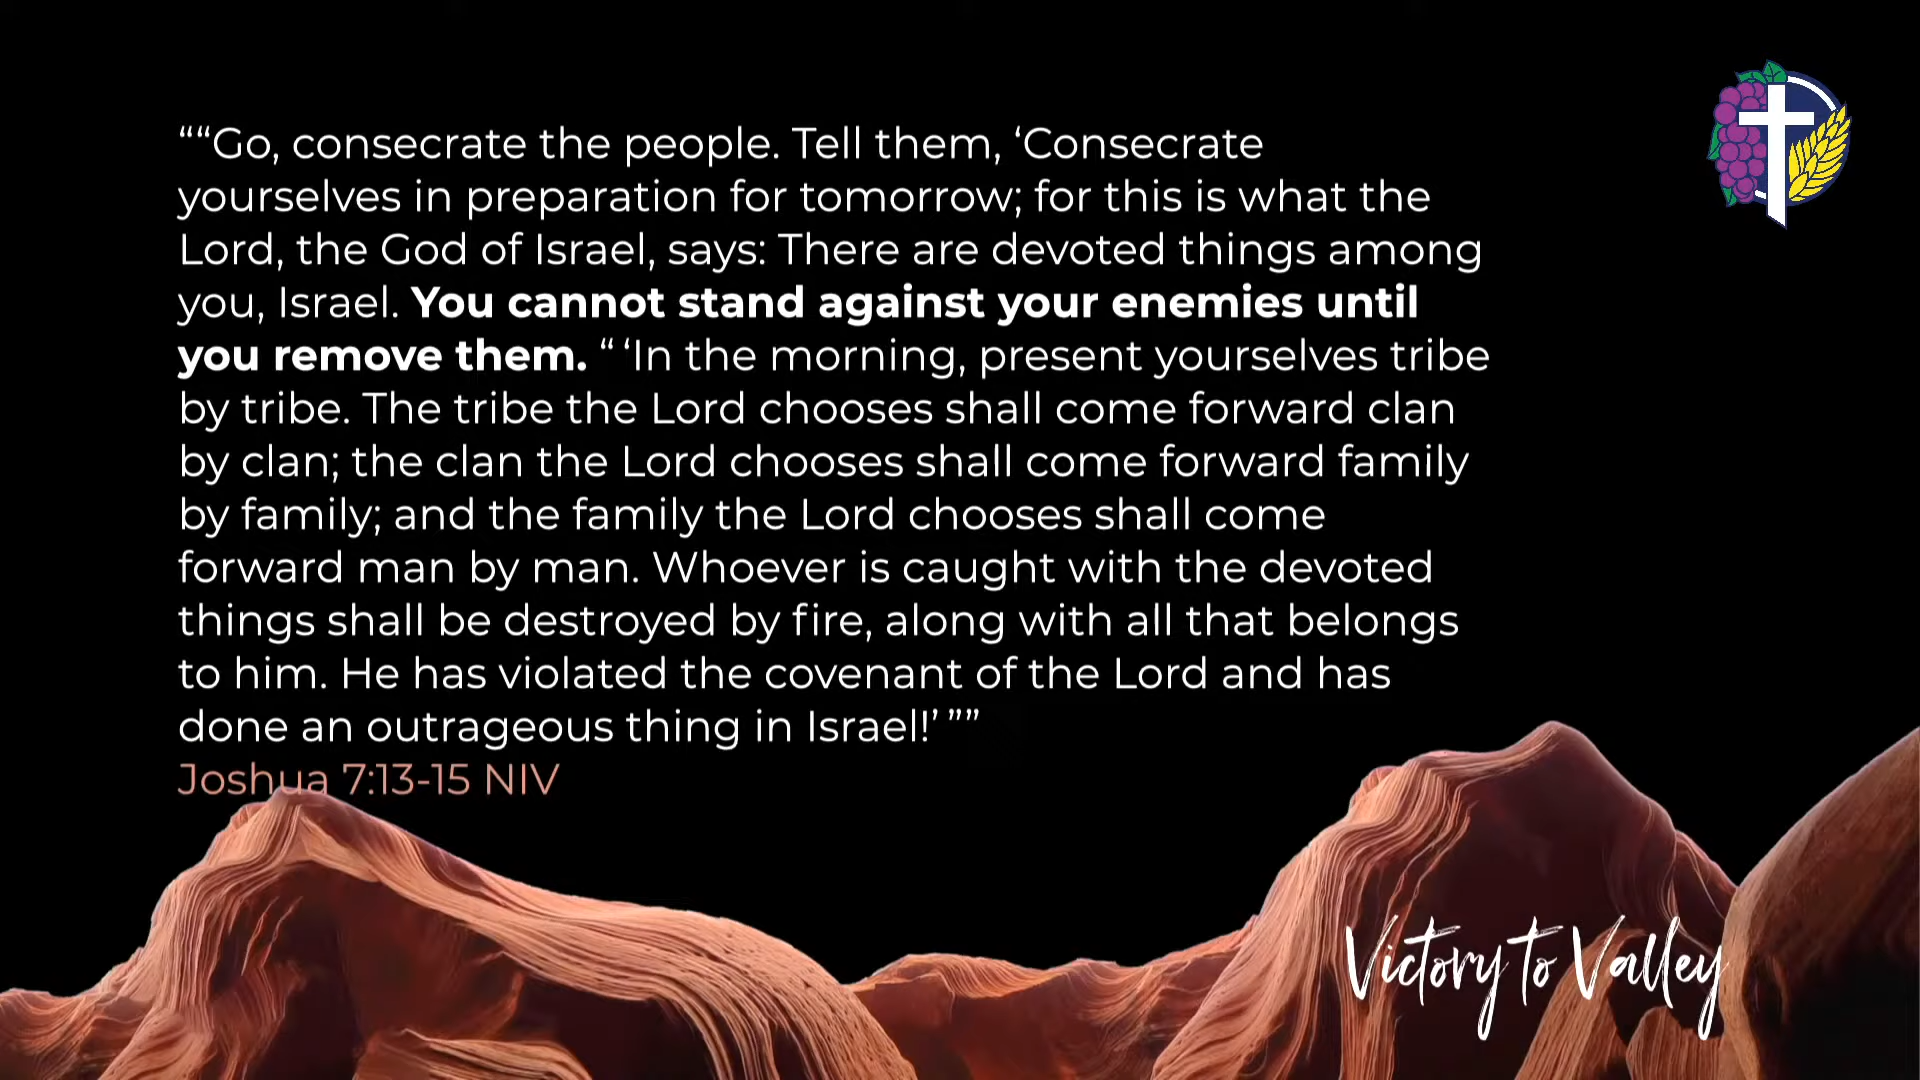 ““Go, consecrate the people. Tell them, ‘Consecrate
yourselves in preparation for tomorrow; for this is what the
Lord, the God of Israel, says: There are devoted things among
you, Israel. You cannot stand against your enemies until
you remove them. “ ‘In the morning, present yourselves tribe
by tribe. The tribe the Lord chooses shall come forward clan
by clan; the clan the Lord chooses shall come forward family
by family; and the family the Lord chooses shall come
forward man by man. Whoever is caught with the devoted
things shall be destroyed by fire, along with all that belongs
to him. He has violated the covenant of the Lord and has
done an outrageous thing in Israel!’ ””
Joshua 7:13-15 NIV
Victory to Valley